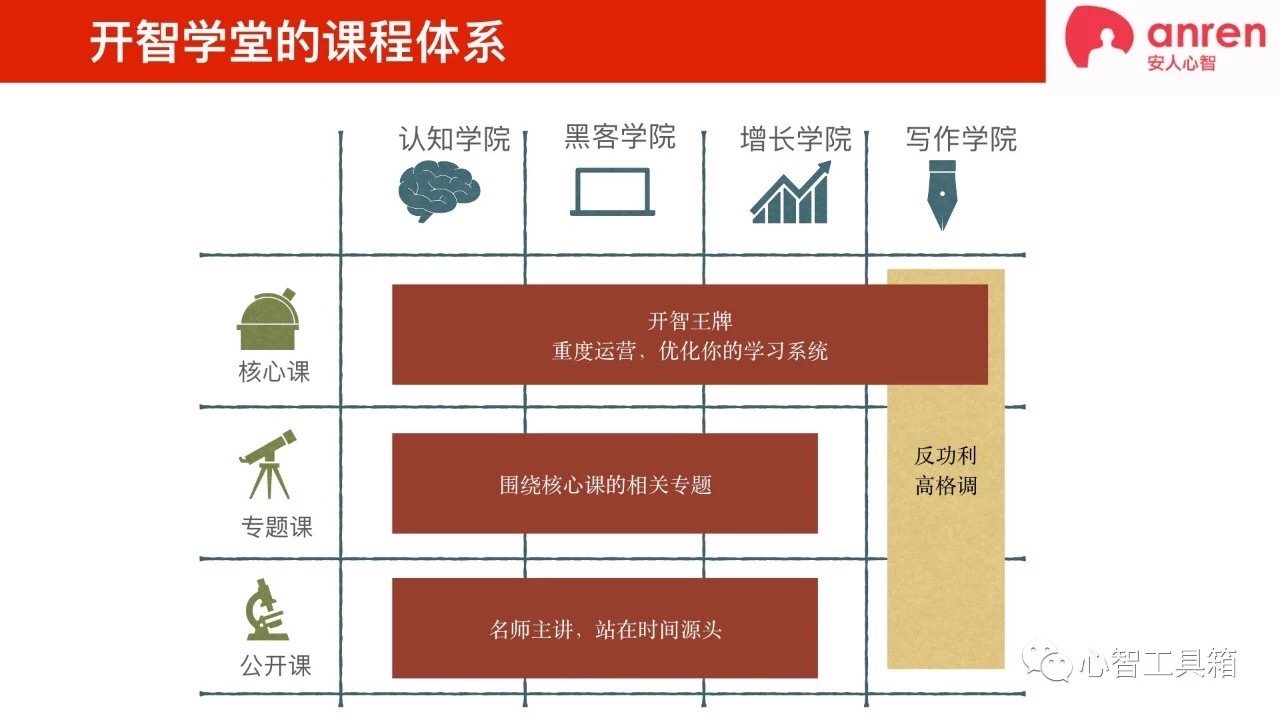 开智学堂的课程体系
anren
安人心智
认知学院
黑客学院
增长学院
写作学院
核心课
开智王牌
重度运营，优化你的学习系统
专题课
围绕核心课的相关专题
反功利
高格调
公开课
名师主讲，站在时间源头
心智工具箱